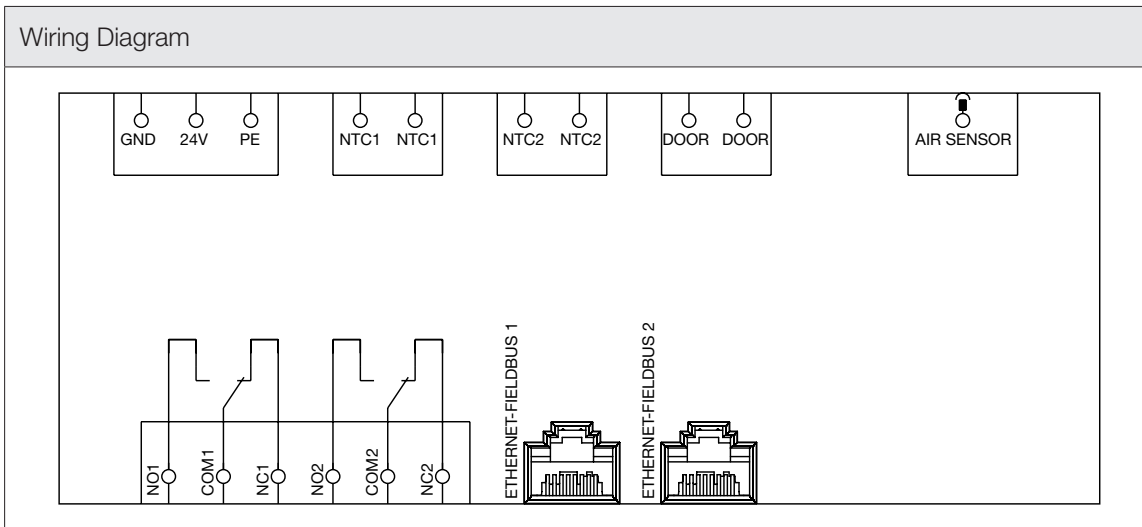 Wiring Diagram
GND 24V PE
NTC1 NTC1
NTC2 NTC2
DOOR DOOR
AIR SENSOR
NO1
COM1
NC1
NO2
COM2
NC2
ETHERNET-FIELDBUS 1
ETHERNET-FIELDBUS 2